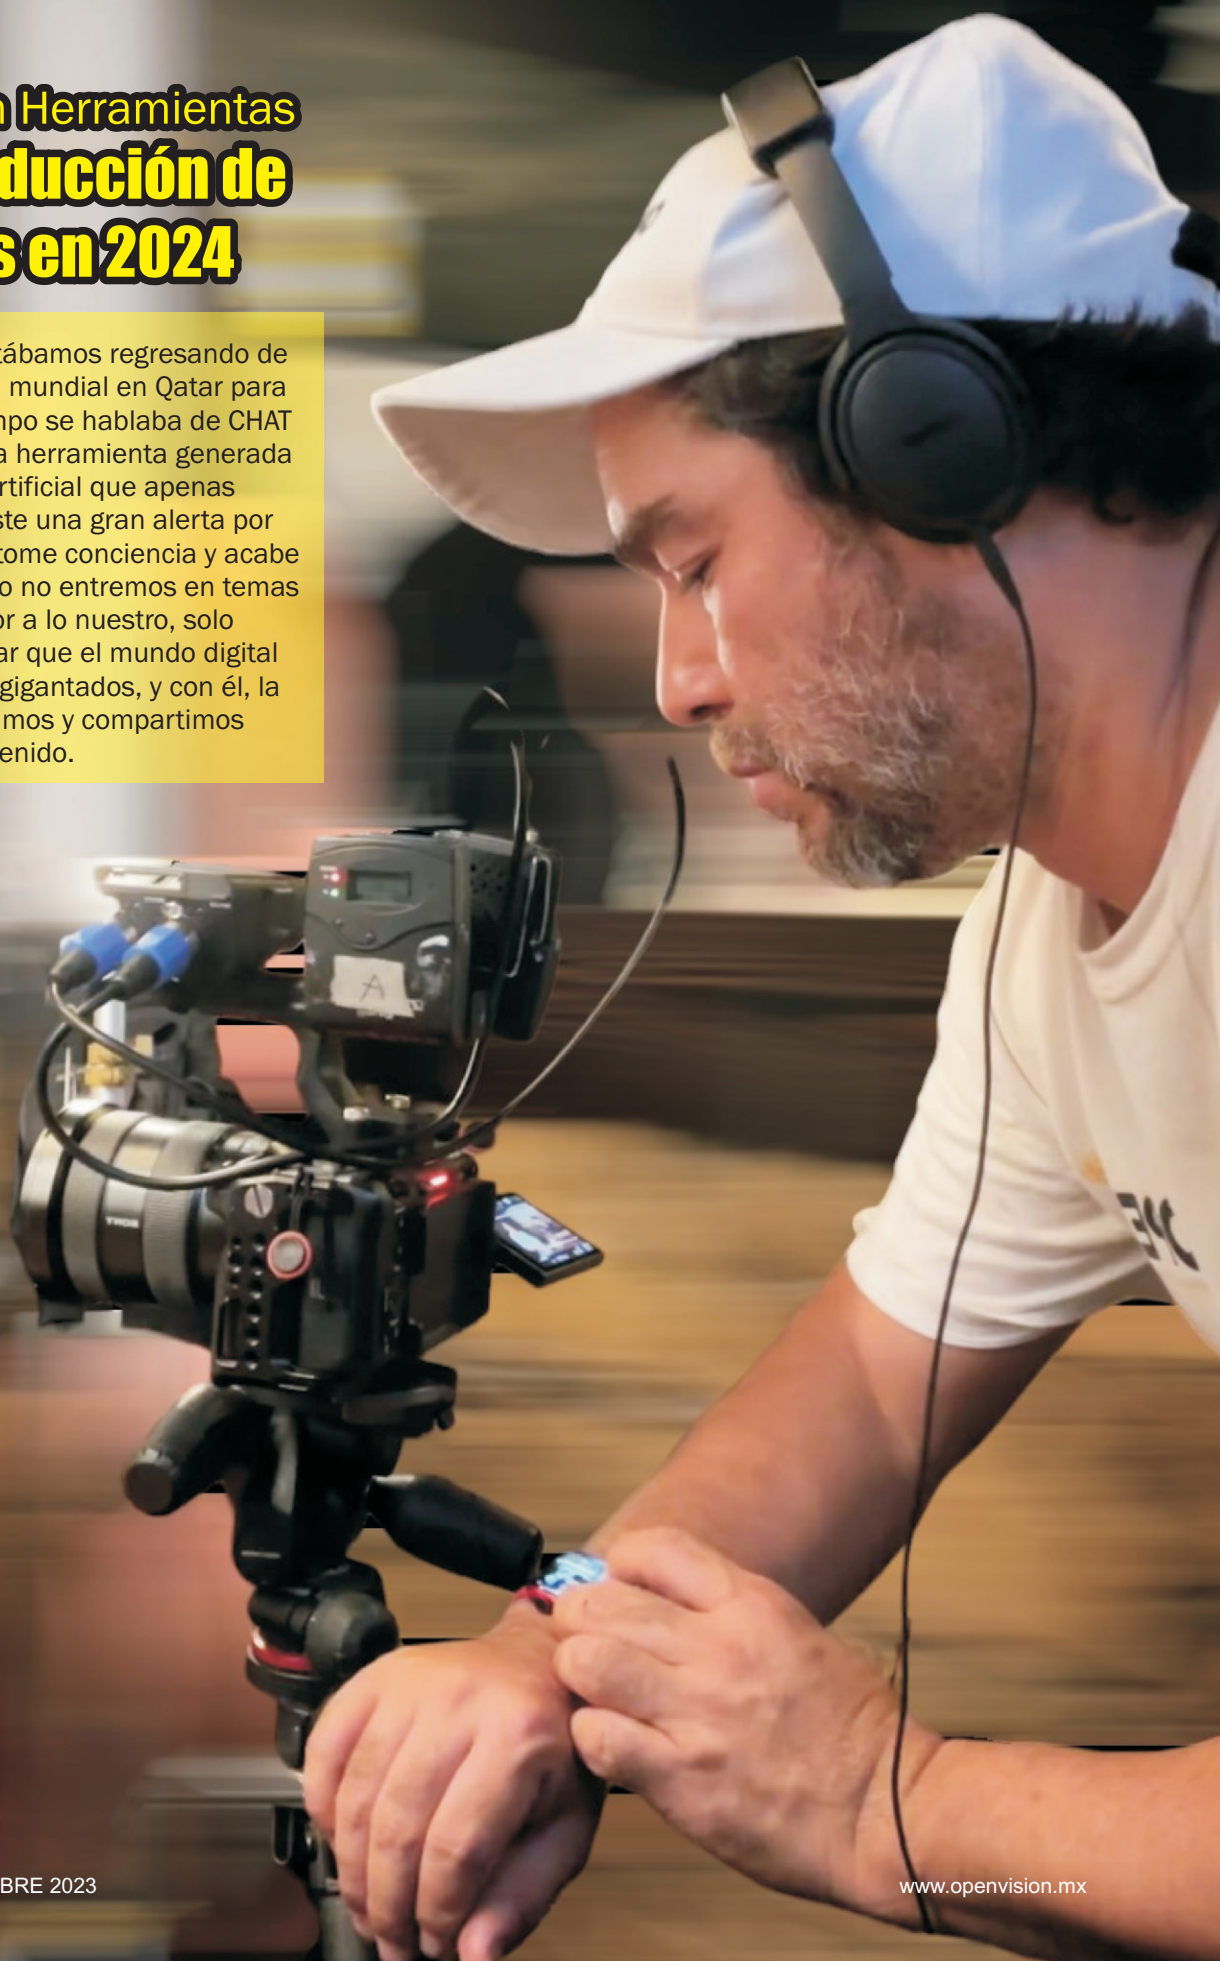 n Herramientas
ducción de
s en 2024
tábamos regresando de
mundial en Qatar para
npo se hablaba de CHAT
a herramienta generada
rtificial que apenas
ste una gran alerta por
tome conciencia y acabe
o no entremos en temas
or a lo nuestro, solo
ar que el mundo digital
gigantados, y con él, la
mos y compartimos
enido.
A
SONY
BRE 2023
www.openvision.mx